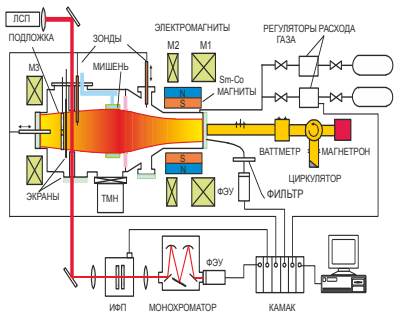 ЛСП
ПОДЛОЖКА
ЗОНДЫ
ЭЛЕКТРОМАГНИТЫ
РЕГУЛЯТОРЫ РАСХОДА
ГАЗА
М3
МИШЕНЬ
М2
М1
Sm-Co
МАГНИТЫ
N
S
S
N
ВАТТМЕТР
МАГНЕТРОН
ЦИРКУЛЯТОР
ЭКРАНЫ
ТМН
ФЭУ
ФИЛЬТР
ФЭУ
ИФП
МОНОХРОМАТОР
КАМАК